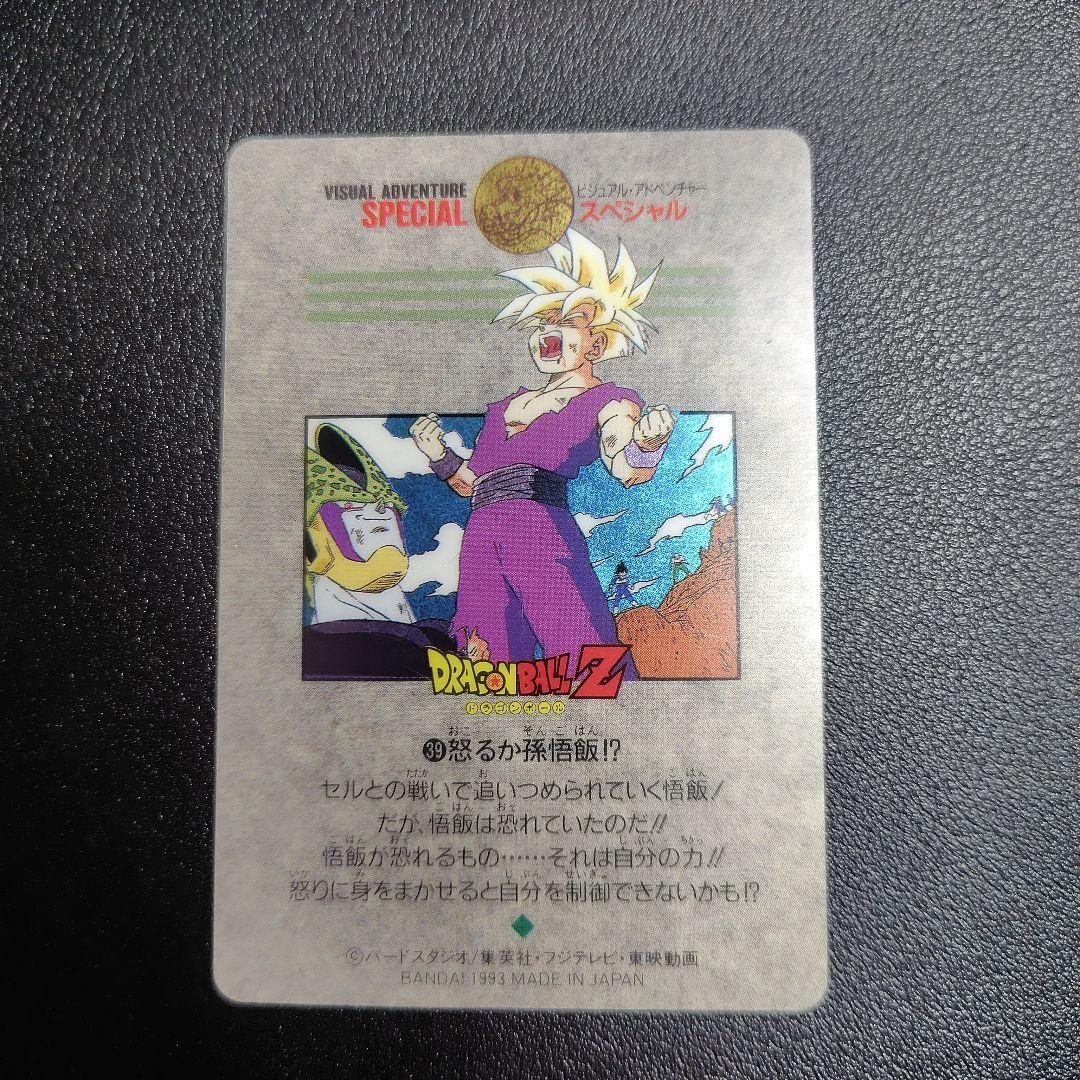 VISUAL ADVENTURE
SPECIAL
ビジュアル・アドベンチャー
スペシャル
DRAGONBALL Z
ドラゴンボール
㊴怒るか孫悟飯!?
セルとの戦いで追いつめられていく悟飯!
だが、悟飯は恐れていたのだ!!
悟飯が恐れるもの……それは自分の力!!
怒りに身をまかせると自分を制御できないかも!?
©バードスタジオ/集英社・フジテレビ・東映動画
BANDAI 1993 MADE IN JAPAN